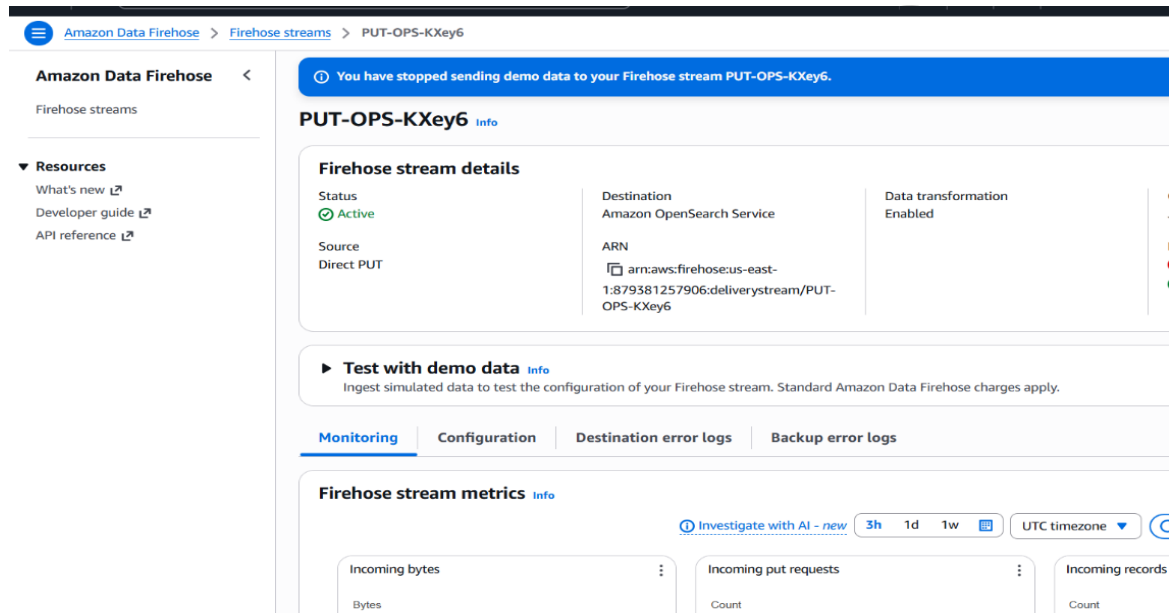 Amazon Data Firehose > Firehose streams > PUT-OPS-KXey6
Amazon Data Firehose
Firehose streams
Resources
What's new
Developer guide
API reference
You have stopped sending demo data to your Firehose stream PUT-OPS-KXey6.
PUT-OPS-KXey6 Info
Firehose stream details
Status
Active
Source
Direct PUT
Destination
Amazon OpenSearch Service
ARN
arn:aws:firehose:us-east-
1:879381257906:deliverystream/PUT-
OPS-KXey6
Data transformation
Enabled
Test with demo data Info
Ingest simulated data to test the configuration of your Firehose stream. Standard Amazon Data Firehose charges apply.
Monitoring Configuration Destination error logs Backup error logs
Firehose stream metrics Info
Investigate with AI - new 3h 1d 1w UTC timezone
Incoming bytes Incoming put requests Incoming records
Bytes Count Count